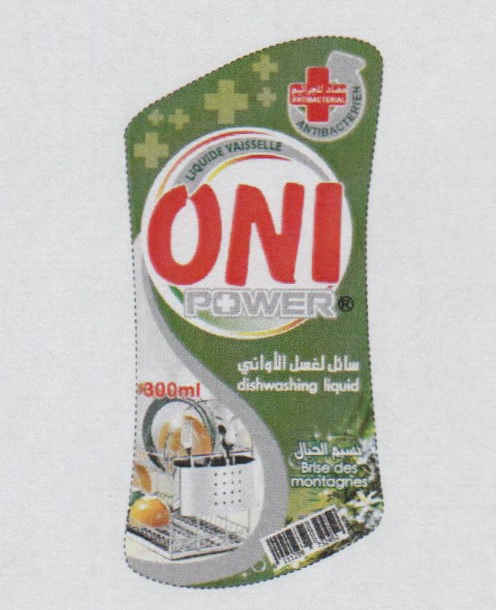 مضاد للجراثيم
ANTIBACTERIAL
ANTIBACTERIEN
LIQUIDE VAISSELLE
ONI
POWER®
سائل لغسل الأواني
dishwashing liquid
300ml
نسيم الجبال
Brise des
montagnes